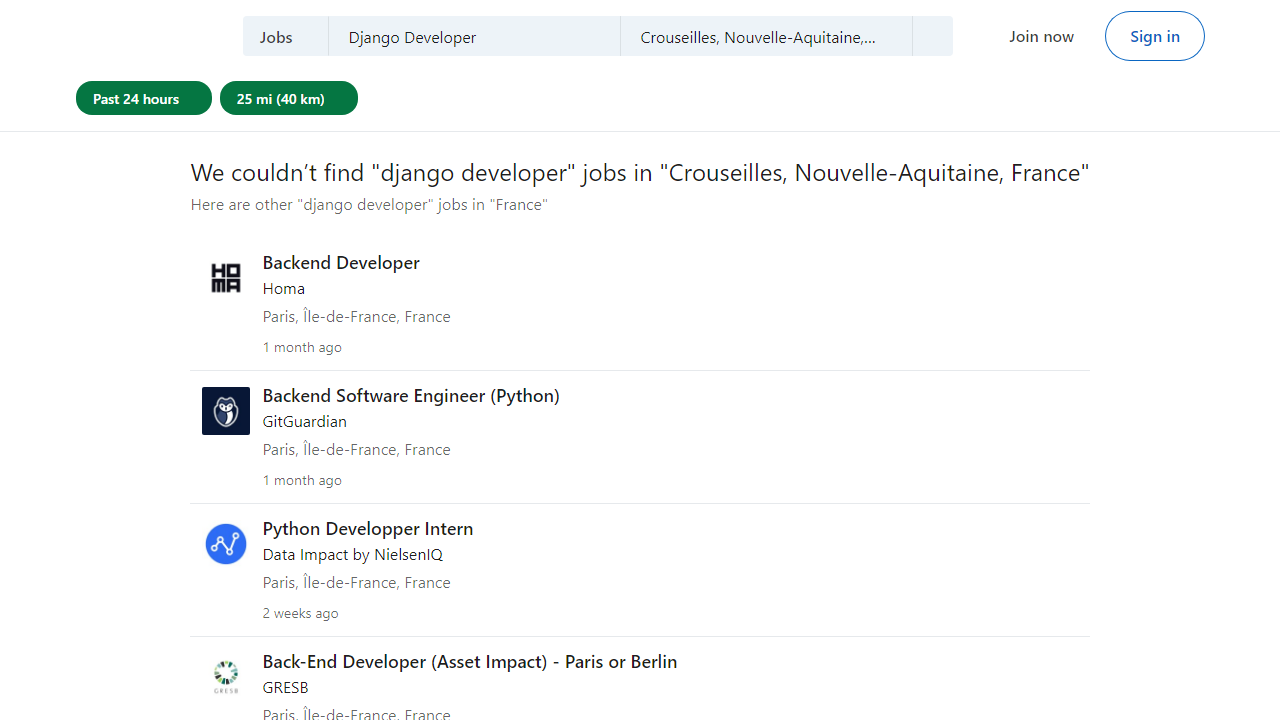 Jobs
Django Developer
Crouseilles, Nouvelle-Aquitaine,...
Join now
Sign in
Past 24 hours
25 mi (40 km)
We couldn’t find "django developer" jobs in "Crouseilles, Nouvelle-Aquitaine, France"
Here are other "django developer" jobs in "France"
HOMA
Backend Developer
Homa
Paris, Île-de-France, France
1 month ago
Backend Software Engineer (Python)
GitGuardian
Paris, Île-de-France, France
1 month ago
Python Developper Intern
Data Impact by NielsenIQ
Paris, Île-de-France, France
2 weeks ago
GRESB
Back-End Developer (Asset Impact) - Paris or Berlin
GRESB
Paris, Île-de-France, France